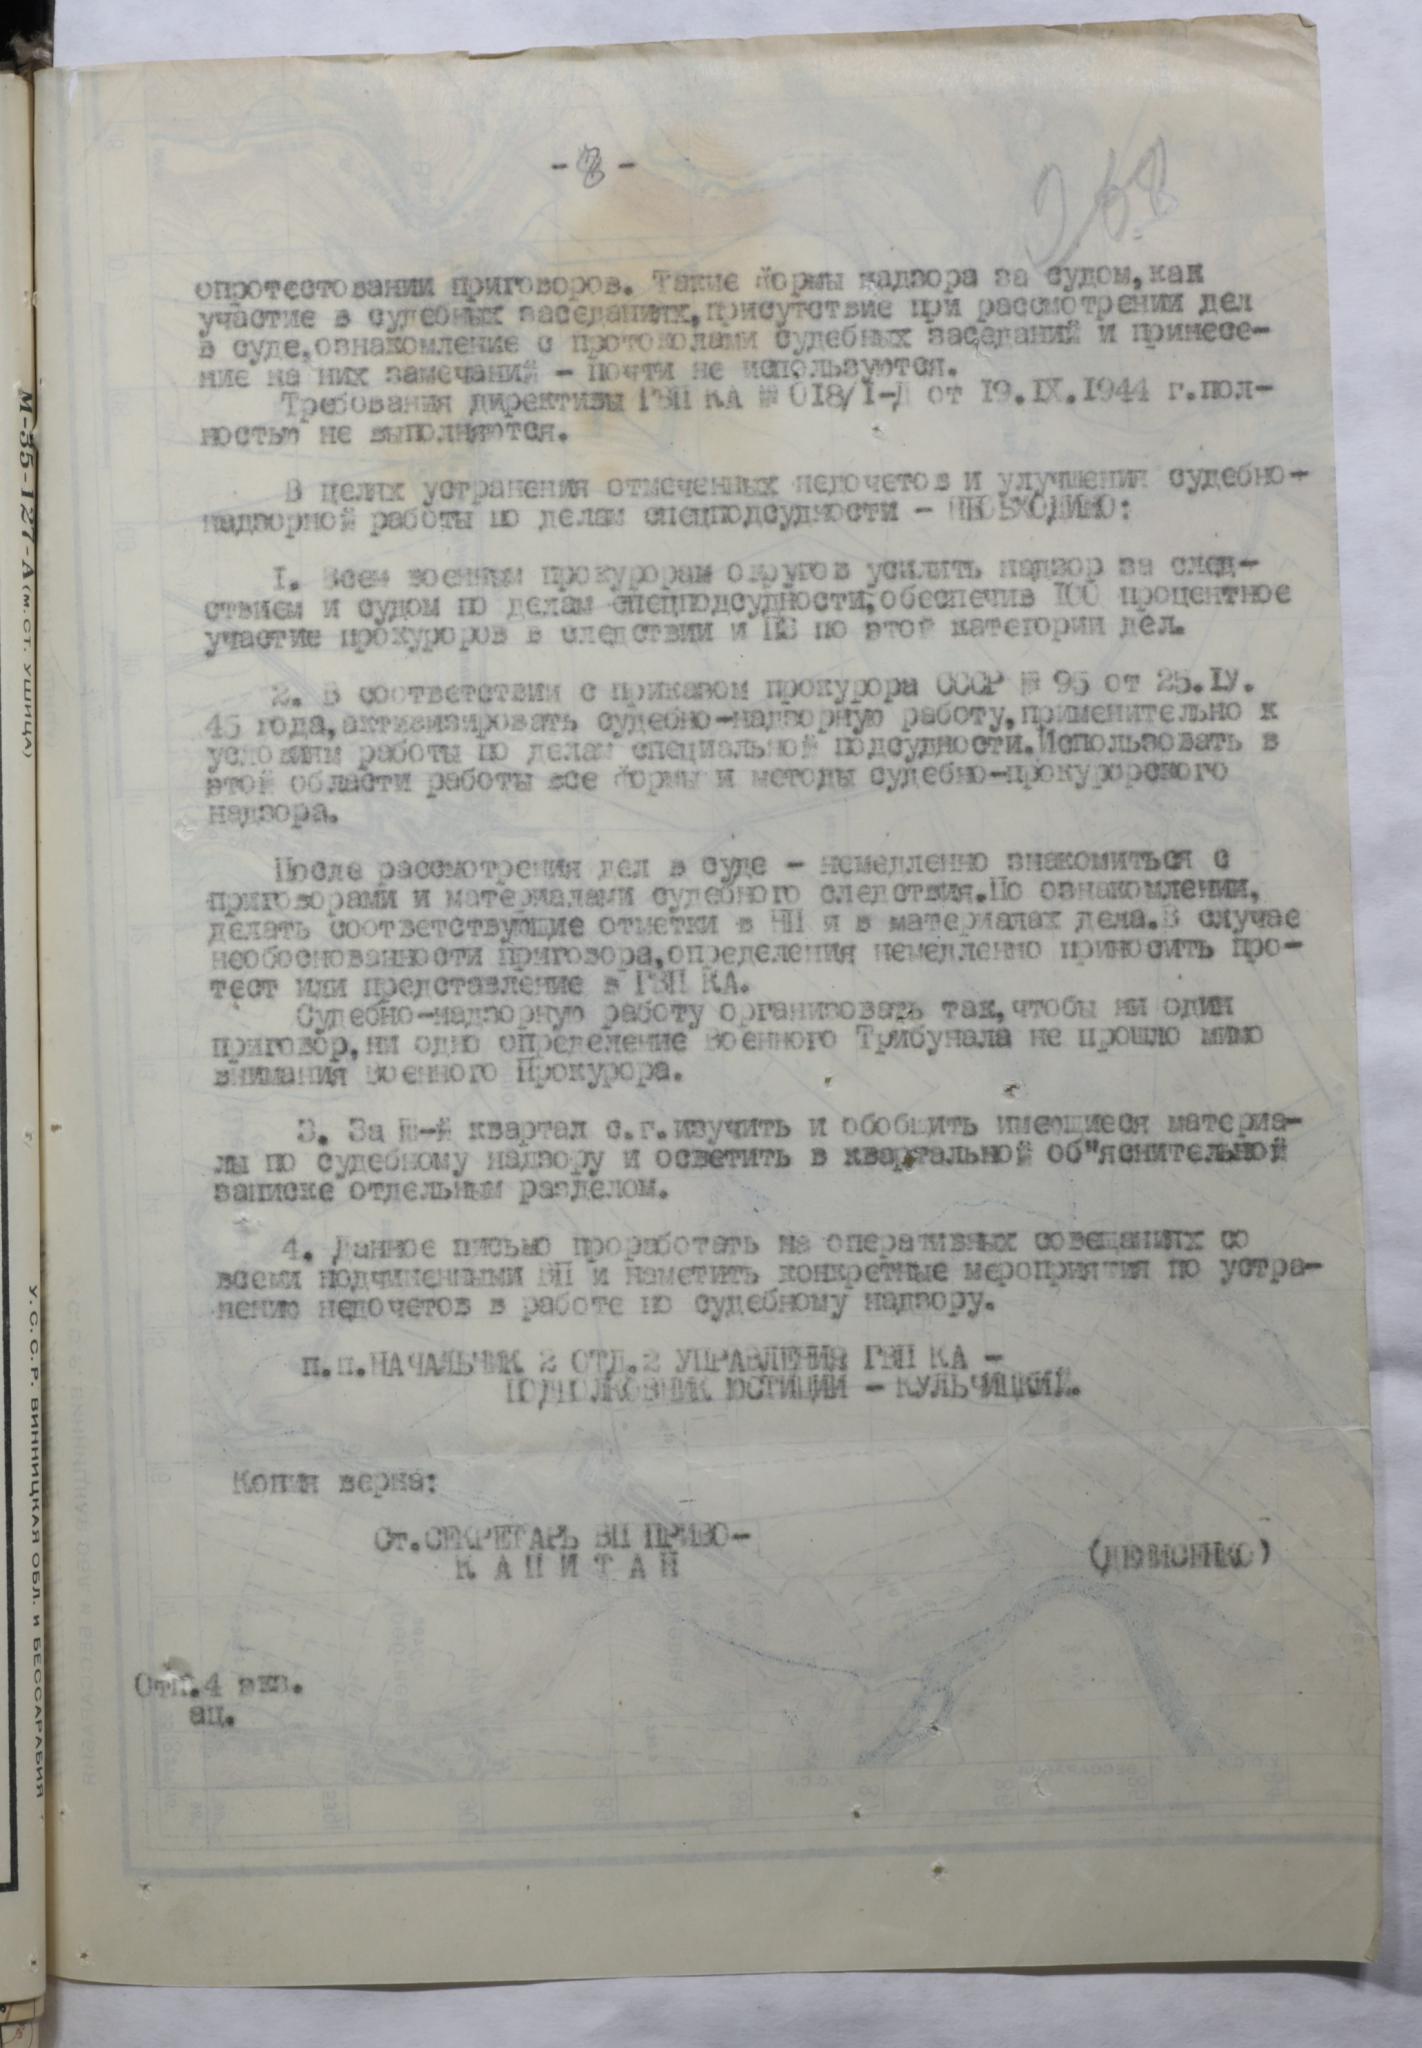 - 8 -
268
опротестовании приговоров. Такие формы надзора за судом,как
участие в судебных заседаниях,присутствие при рассмотрении дел
в суде,ознакомление с протоколами судебных заседаний и принесе-
ние на них замечаний - почти не используются.
Требования директивы ГВП КА № 018/1-Д от 19.IX.1944 г.пол-
ностью не выполняются.
В целях устранения отмеченных недочетов и улучшения судебно-
надзорной работы по делам спецподсудности - НЕОБХОДИМО:
1. Всем военным прокурорам округов усилить надзор за след-
ствием и судом по делам спецподсудности,обеспечив 100 процентное
участие прокуроров в следствии и ПЗ по этой категории дел.
2. В соответствии с приказом прокурора СССР № 95 от 25.IУ.
45 года,активизировать судебно-надзорную работу,применительно к
условиям работы по делам специальной подсудности.Использовать в
этой области работы все формы и методы судебно-прокурорского
надзора.
После рассмотрения дел в суде - немедленно знакомиться с
приговорами и материалами судебного следствия.По ознакомлении,
делать соответствующие отметки в НП и в материалах дела.В случае
необоснованности приговора,определения немедленно приносить про-
тест или представление в ГВП КА.
Судебно-надзорную работу организовать так,чтобы ни один
приговор,ни одно определение Военного Трибунала не прошло мимо
внимания Военного Прокурора.
3. За Ш-й квартал с.г.изучить и обобщить имеющиеся материа-
лы по судебному надзору и осветить в квартальной об"яснительной
записке отдельным разделом.
4. Данное письмо проработать на оперативных совещаниях со
всеми подчиненными ВП и наметить конкретные мероприятия по устра-
нению недочетов в работе по судебному надзору.
п.п.НАЧАЛЬНИК 2 ОТД.2 УПРАВЛЕНИЯ ГВП КА -
ПОДПОЛКОВНИК ЮСТИЦИИ - КУЛЬЧИЦКИЙ.
Копия верна:
Ст.СЕКРЕТАРЬ ВП ПРИВО-
К А П И Т А Н
(ДЕНИСЕНКО)
Отп.4 экз.
ац.
М-35-127-А (м. ст. УШИЦА)
У.С.С.Р. ВИННИЦКАЯ ОБЛ. и БЕССАРАБИЯ